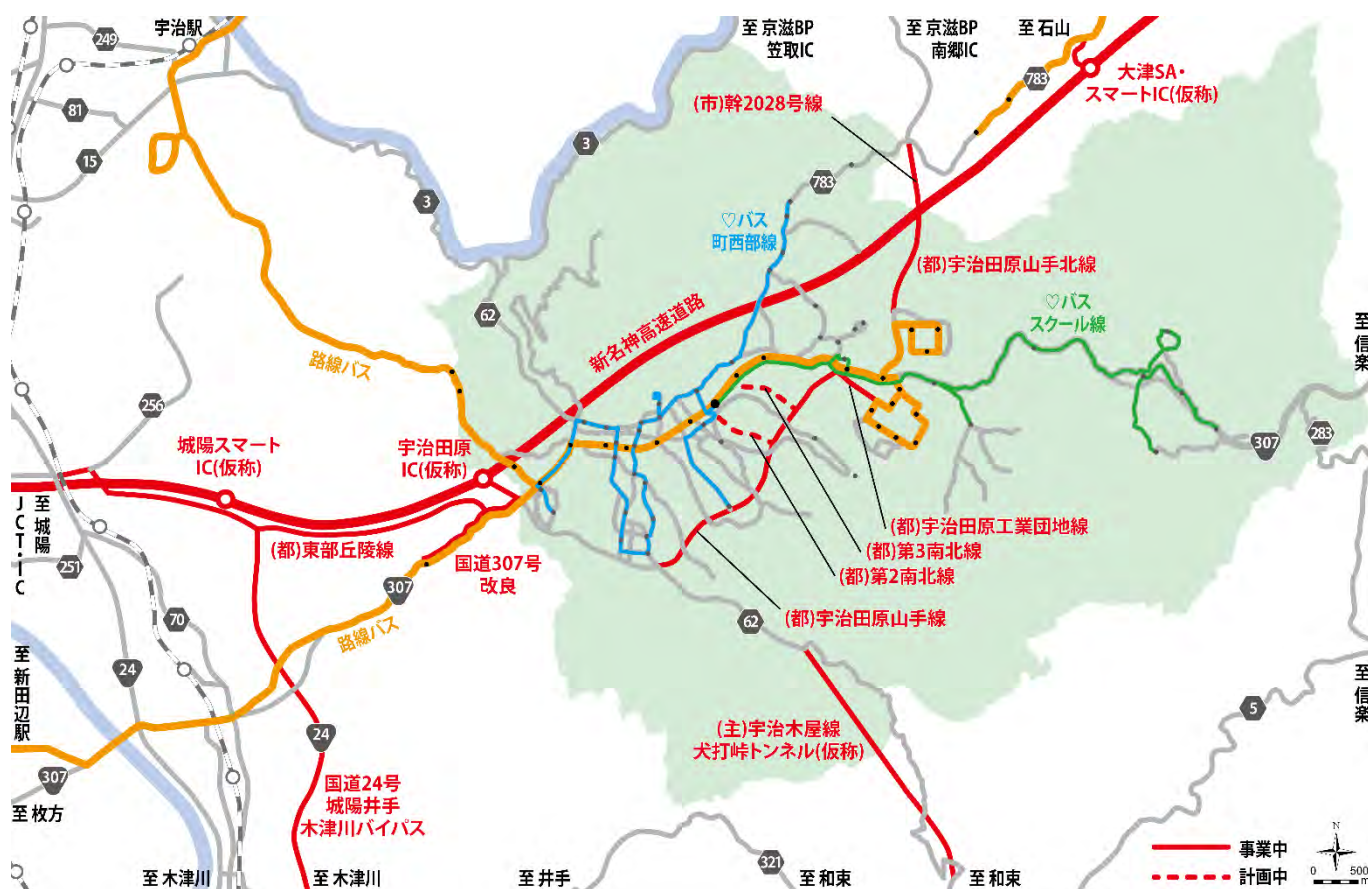 宇治駅
至 京滋BP
笠取IC
至 京滋BP
南郷IC
至 石山
249
783
大津SA・
スマートIC(仮称)
(市)幹2028号線
81
15
3
3
783
♡バス
町西部線
(都)宇治田原山手北線
62
新名神高速道路
♡バス
スクール線
至 信楽
路線バス
256
307
283
城陽スマート
IC(仮称)
宇治田原
IC(仮称)
至 城陽
JCT・IC
(都)東部丘陵線
251
国道307号
改良
307
(都)宇治田原工業団地線
(都)第3南北線
(都)第2南北線
(都)宇治田原山手線
70
62
路線バス
24
至 新田辺駅
至 信楽
5
24
(主)宇治木屋線
犬打峠トンネル(仮称)
307
国道24号
城陽井手
木津川バイパス
至 枚方
321
事業中
計画中
N
0 500
m
至 木津川
至 木津川
至 井手
至 和束
至 和束